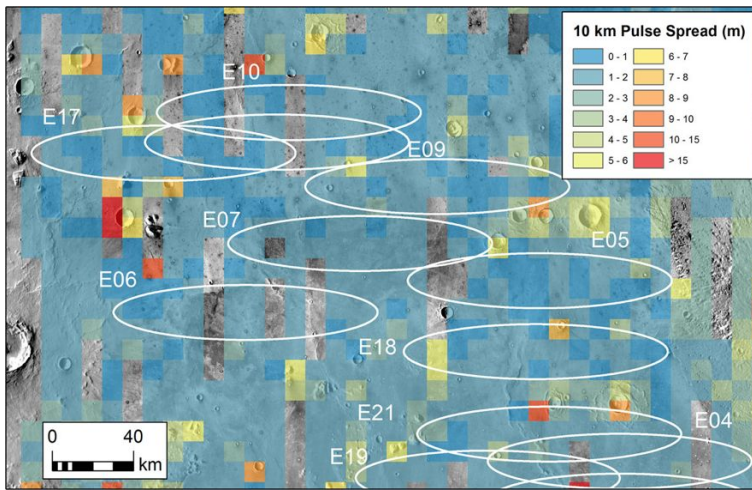 10 km Pulse Spread (m)
0 - 1
6 - 7
1 - 2
7 - 8
2 - 3
8 - 9
3 - 4
9 - 10
4 - 5
10 - 15
5 - 6
> 15
E10
E17
E09
E07
E05
E06
E18
E21
E04
E19
0 40
km